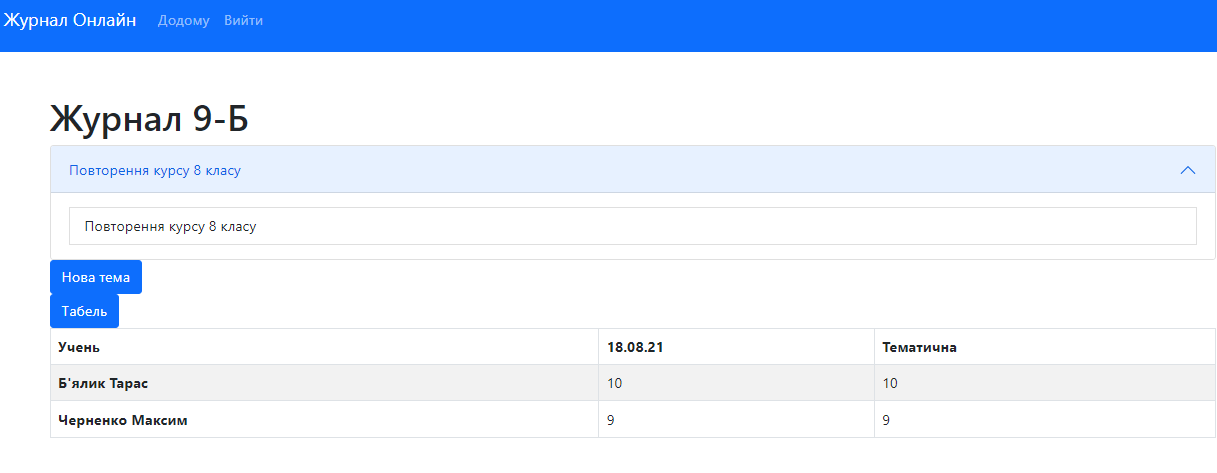 Журнал Онлайн Додому Вийти
Журнал 9-Б
Повторення курсу 8 класу
Повторення курсу 8 класу
Нова тема
Табель
Учень 18.08.21 Тематична
Б'ялик Тарас 10 10
Черненко Максим 9 9